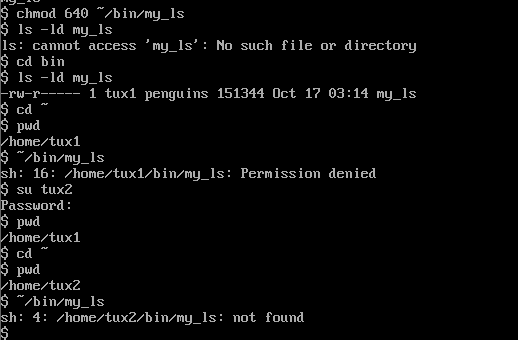 my_ls
$ chmod 640 ~/bin/my_ls
$ ls -ld my_ls
ls: cannot access 'my_ls': No such file or directory
$ cd bin
$ ls -ld my_ls
-rw-r----- 1 tux1 penguins 151344 Oct 17 03:14 my_ls
$ cd ~
$ pwd
/home/tux1
$ ~/bin/my_ls
sh: 16: /home/tux1/bin/my_ls: Permission denied
$ su tux2
Password:
$ pwd
/home/tux1
$ cd ~
$ pwd
/home/tux2
$ ~/bin/my_ls
sh: 4: /home/tux2/bin/my_ls: not found
$